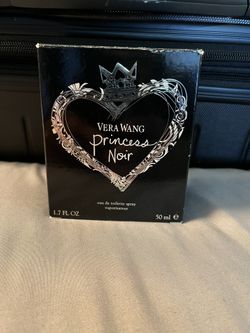 VERA WANG
Princess
Noir
eau de toilette spray
vaporisateur
1.7 FL OZ
50 ml ℮